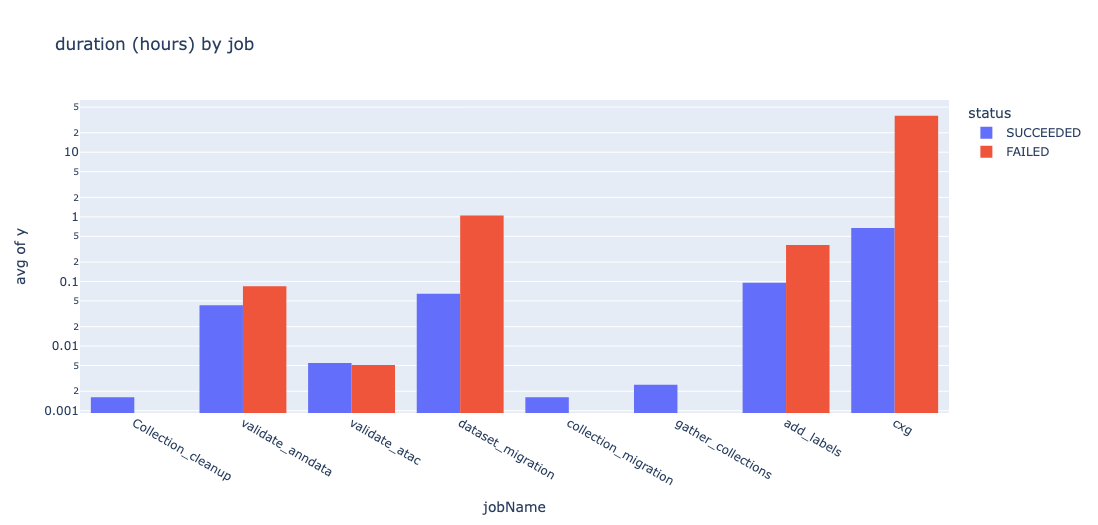 duration (hours) by job
status
SUCCEEDED
FAILED
avg of y
5
2
10
5
2
1
5
2
0.1
5
2
0.01
5
2
0.001
Collection_cleanup
validate_anndata
validate_atac
dataset_migration
collection_migration
gather_collections
add_labels
cxg
jobName